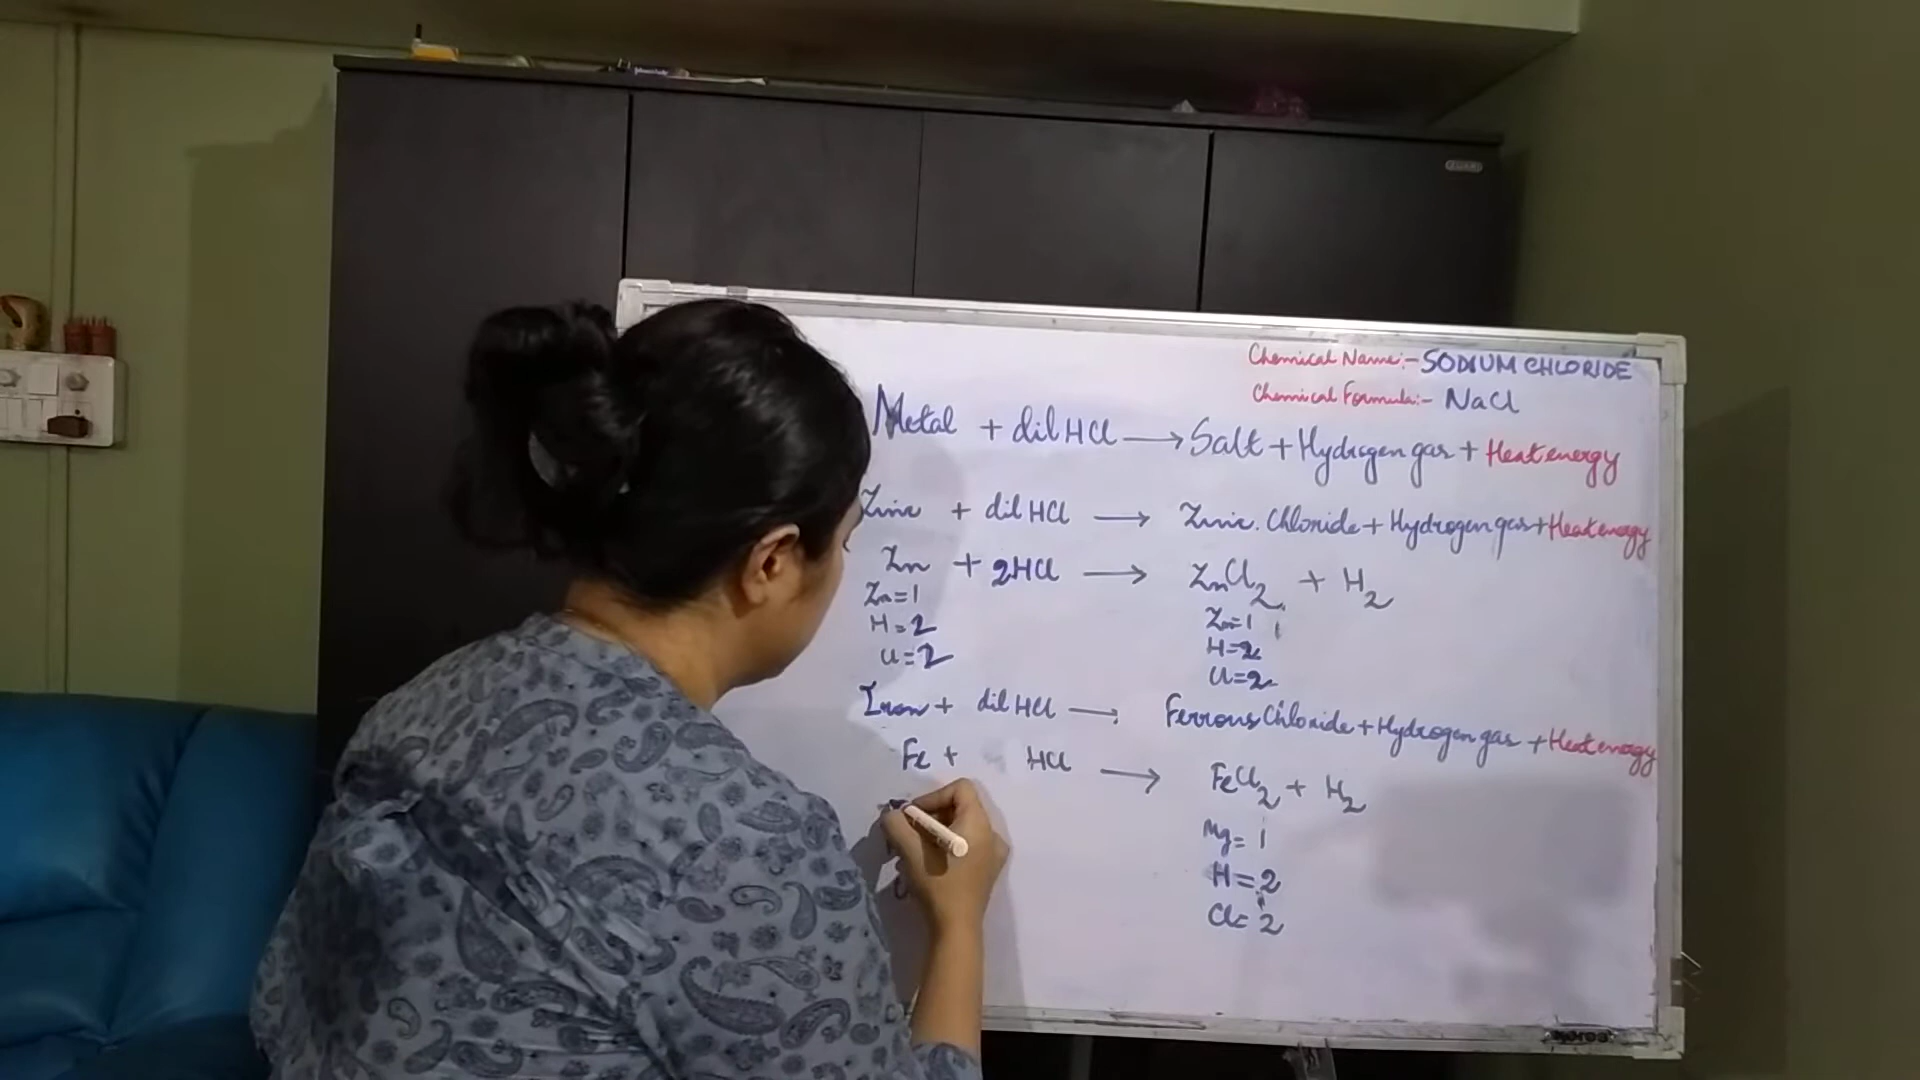 Chemical Name:- SODIUM CHLORIDE
Chemical Formula:- NaCl
Metal + dil HCl → Salt + Hydrogen gas + Heat energy
Zinc + dil HCl → Zinc Chloride + Hydrogen gas + Heat energy
Zn + 2HCl → ZnCl2 + H2
Zn=1 Zn=1
H=2 H=2
Cl=2 Cl=2
Iron + dil HCl → Ferrous Chloride + Hydrogen gas + Heat energy
Fe + HCl → FeCl2 + H2
Mg= 1
H=2
Cl= 2